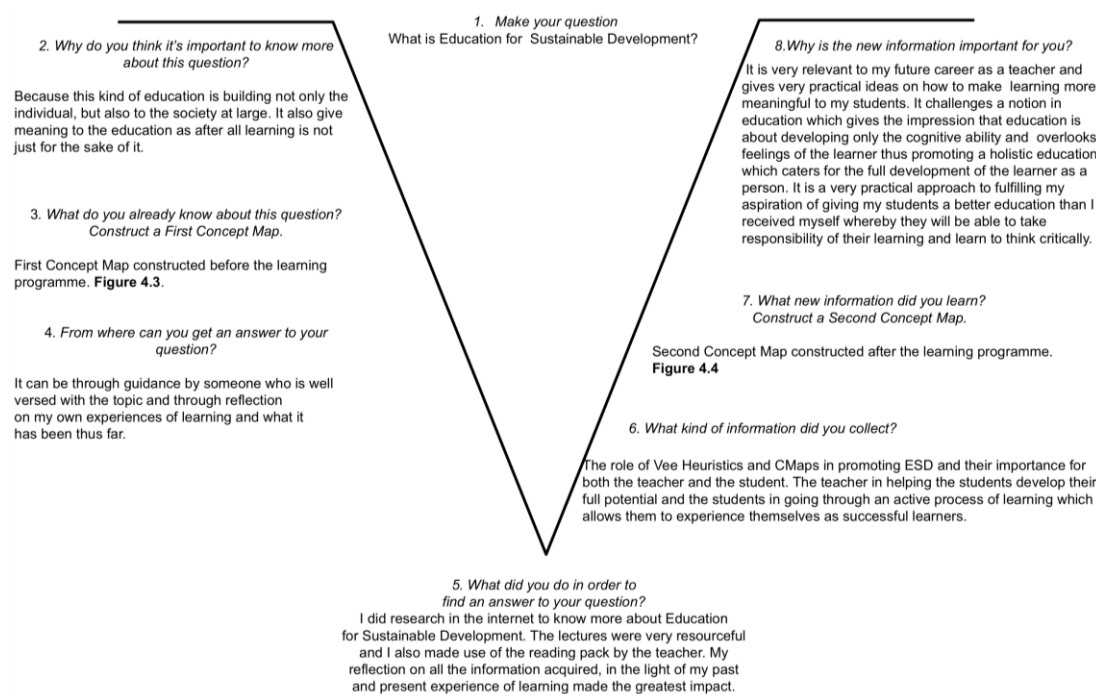 1. Make your question
What is Education for Sustainable Development?
2. Why do you think it's important to know more
about this question?
Because this kind of education is building not only the
individual, but also to the society at large. It also give
meaning to the education as after all learning is not
just for the sake of it.
3. What do you already know about this question?
Construct a First Concept Map.
First Concept Map constructed before the learning
programme. Figure 4.3.
4. From where can you get an answer to your
question?
It can be through guidance by someone who is well
versed with the topic and through reflection
on my own experiences of learning and what it
has been thus far.
5. What did you do in order to
find an answer to your question?
I did research in the internet to know more about Education
for Sustainable Development. The lectures were very resourceful
and I also made use of the reading pack by the teacher. My
reflection on all the information acquired, in the light of my past
and present experience of learning made the greatest impact.
6. What kind of information did you collect?
The role of Vee Heuristics and CMaps in promoting ESD and their importance for
both the teacher and the student. The teacher in helping the students develop their
full potential and the students in going through an active process of learning which
allows them to experience themselves as successful learners.
7. What new information did you learn?
Construct a Second Concept Map.
Second Concept Map constructed after the learning programme.
Figure 4.4
8.Why is the new information important for you?
It is very relevant to my future career as a teacher and
gives very practical ideas on how to make learning more
meaningful to my students. It challenges a notion in
education which gives the impression that education is
about developing only the cognitive ability and overlooks
feelings of the learner thus promoting a holistic education
which caters for the full development of the learner as a
person. It is a very practical approach to fulfilling my
aspiration of giving my students a better education than I
received myself whereby they will be able to take
responsibility of their learning and learn to think critically.